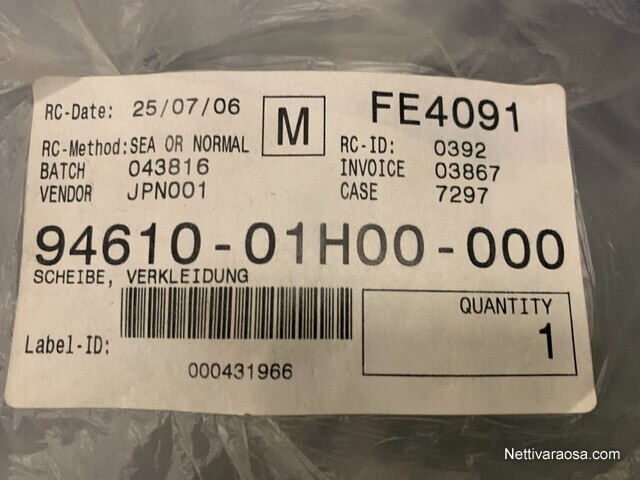 RC-Date: 25/07/06 M FE4091
RC-Method:SEA OR NORMAL RC-ID: 0392
BATCH 043816 INVOICE 03867
VENDOR JPN001 CASE 7297
94610-01H00-000
SCHEIBE, VERKLEIDUNG
QUANTITY
1
Label-ID:
000431966
Nettivaraosa.com